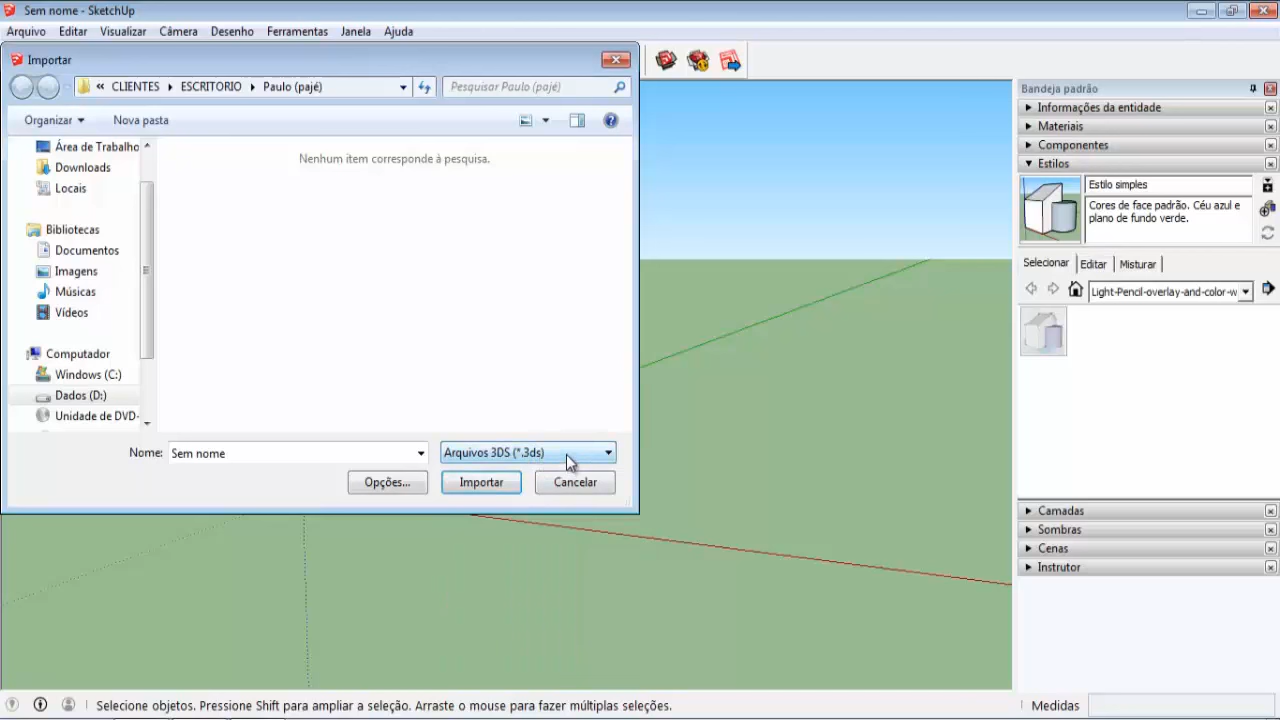 Sem nome - SketchUp
Arquivo Editar Visualizar Câmera Desenho Ferramentas Janela Ajuda
Importar
« CLIENTES ESCRITORIO Paulo (pajé)
Pesquisar Paulo (pajé)
Organizar Nova pasta
Área de Trabalho
Downloads
Locais
Bibliotecas
Documentos
Imagens
Músicas
Vídeos
Computador
Windows (C:)
Dados (D:)
Unidade de DVD-
Nenhum item corresponde à pesquisa.
Nome: Sem nome
Arquivos 3DS (*.3ds)
Opções... Importar Cancelar
Bandeja padrão
Informações da entidade
Materiais
Componentes
Estilos
Estilo simples
Cores de face padrão. Céu azul e
plano de fundo verde.
Selecionar Editar Misturar
Light-Pencil-overlay-and-color-w
Camadas
Sombras
Cenas
Instrutor
Selecione objetos. Pressione Shift para ampliar a seleção. Arraste o mouse para fazer múltiplas seleções.
Medidas